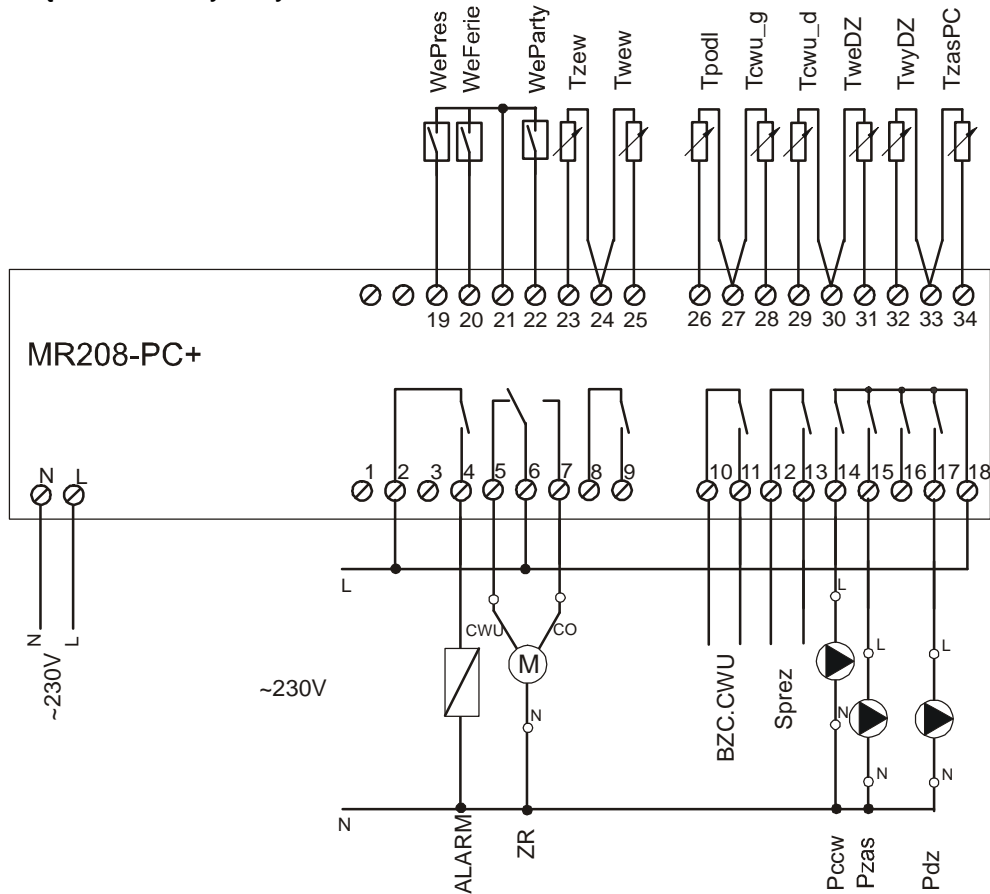 WePres WeFerie WeParty Tzew Twew Tpodl Tcwu_g Tcwu_d TweDZ TwyDZ TzasPC
19 20 21 22 23 24 25 26 27 28 29 30 31 32 33 34
MR208-PC+
N L 1 2 3 4 5 6 7 8 9 10 11 12 13 14 15 16 17 18
L
L
CWU CO
N L
M
L L
~230V
~230V
BZC.CWU Sprez
N
N
N N
N
ALARM ZR Pccw Pzas Pdz